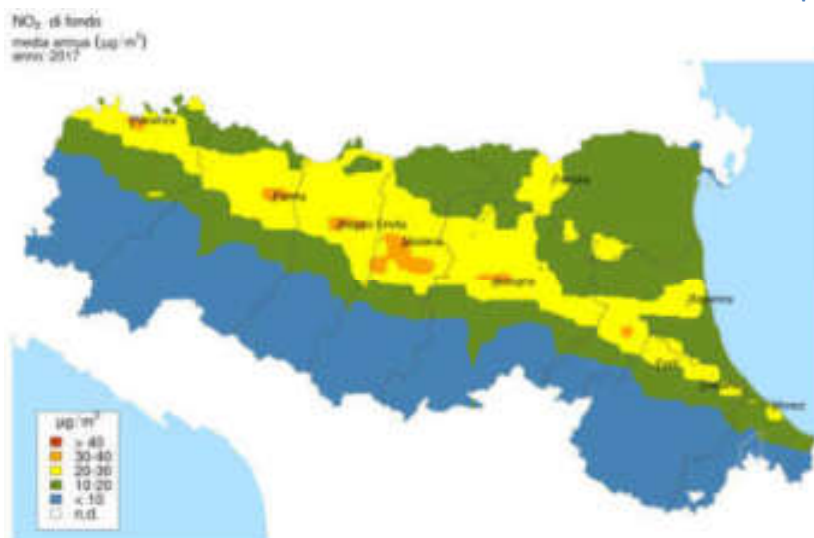 NO₂ di fondo
media annua (µg/m³)
anno: 2017
Piacenza
Parma
Ferrara
Reggio Emilia
Modena
Bologna
Ravenna
Forlì
Rimini
µg/m³
> 40
30-40
20-30
10-20
< 10
n.d.